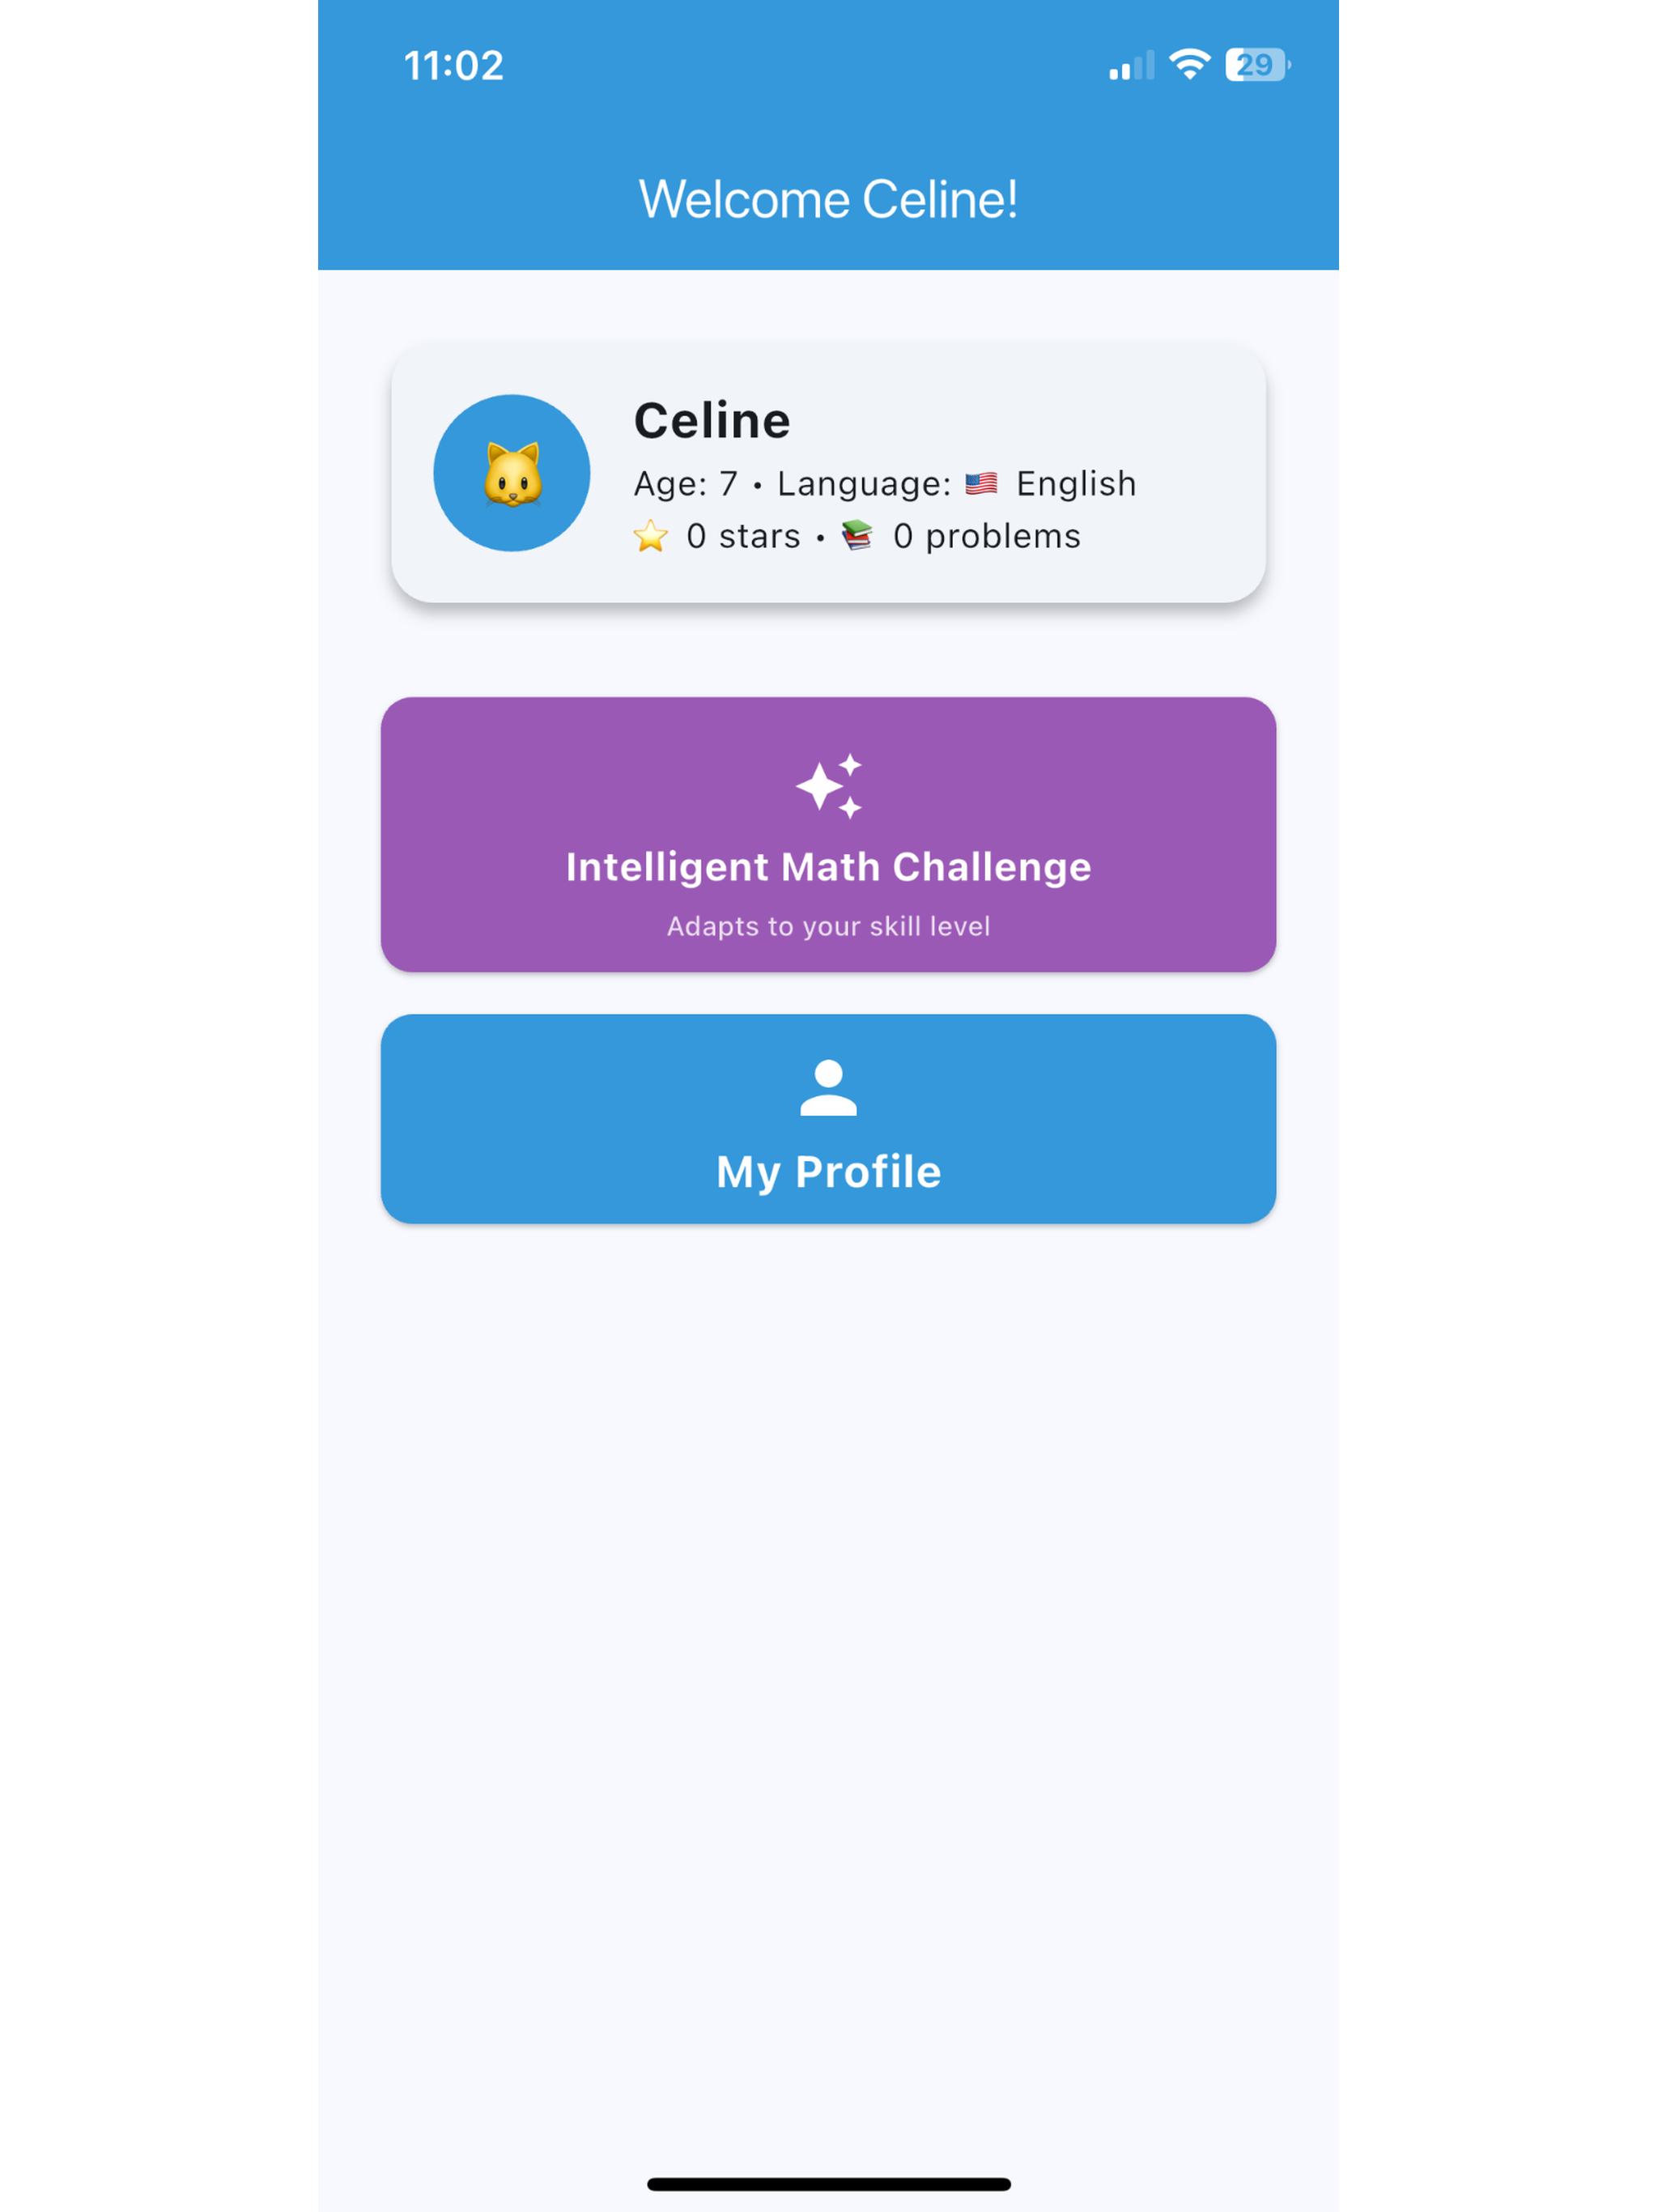 11:02
29
Welcome Celine!
Celine
Age: 7 • Language: 🇺🇸 English
⭐ 0 stars • 📚 0 problems
Intelligent Math Challenge
Adapts to your skill level
My Profile